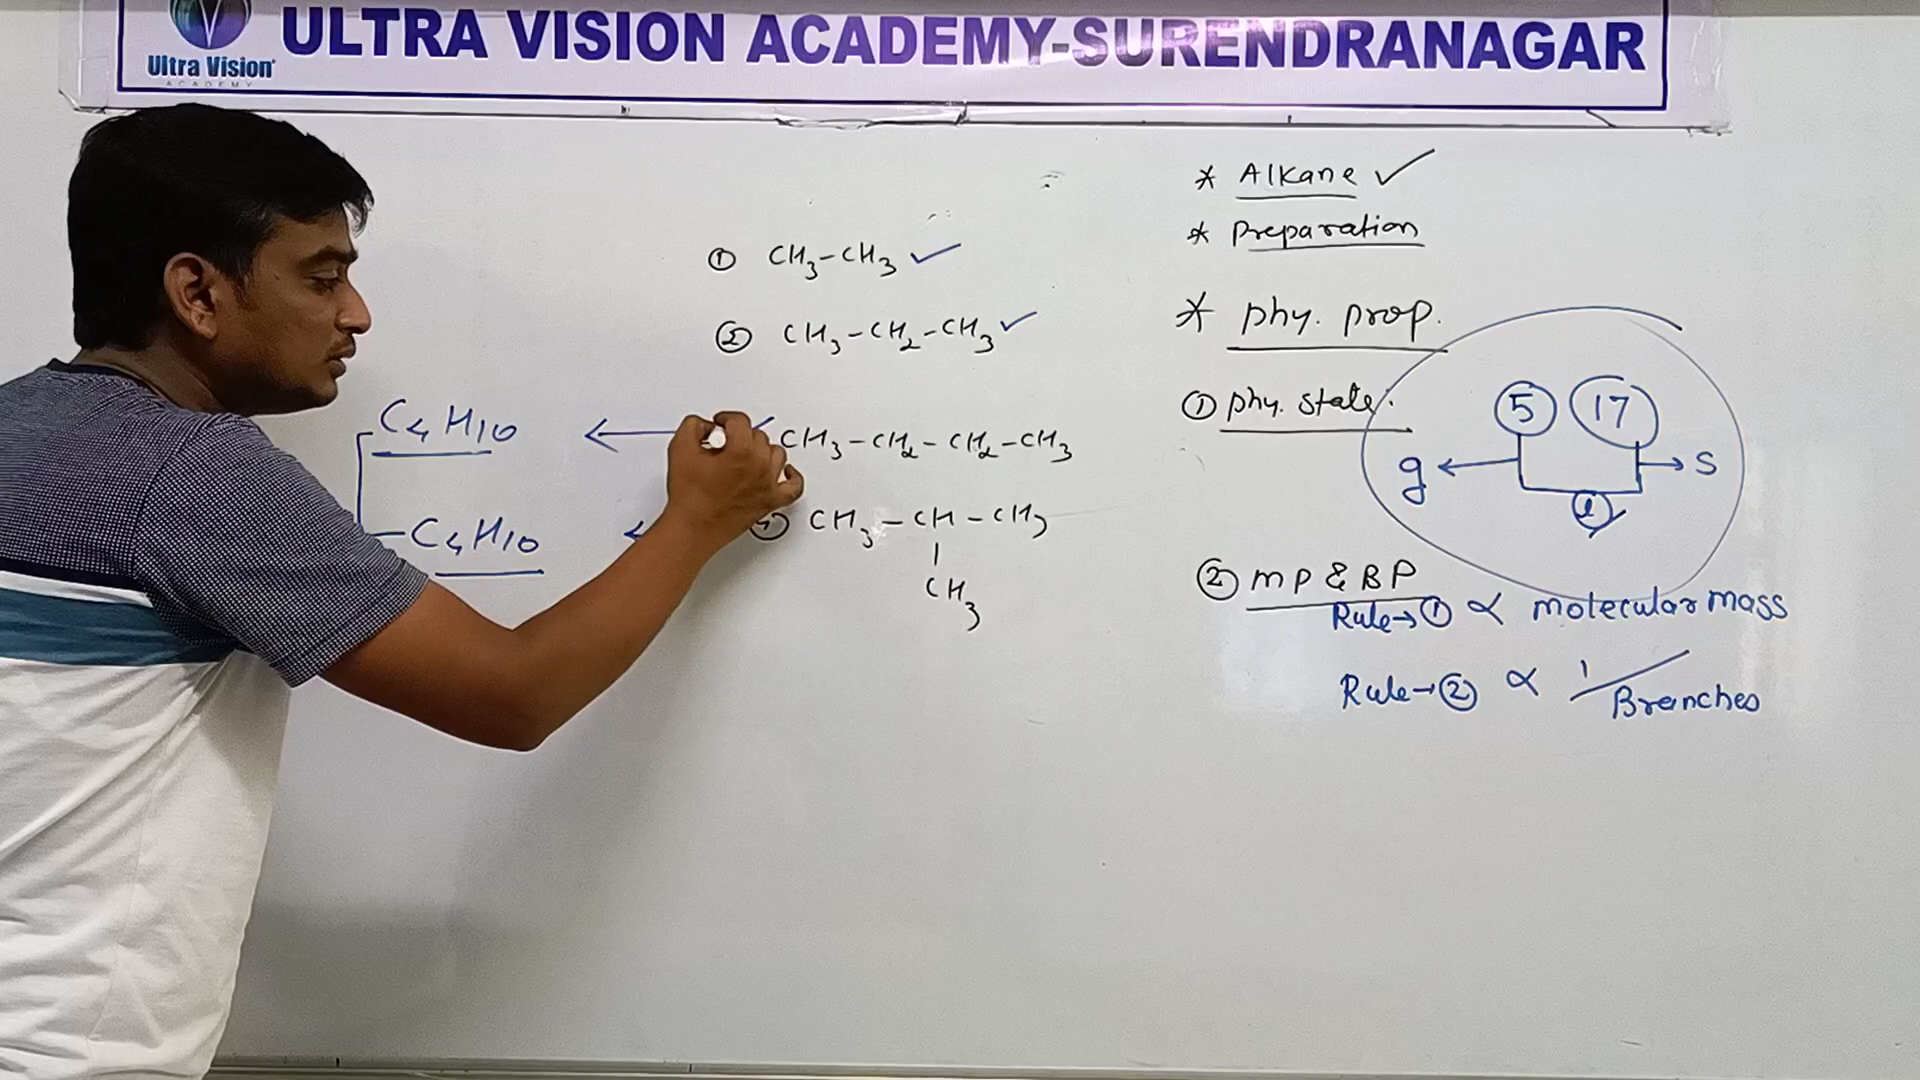 ULTRA VISION ACADEMY-SURENDRANAGAR
Ultra Vision
ACADEMY
* Alkane ✓
* Preparation
① CH3-CH3 ✓
② CH3-CH2-CH3 ✓
* phy. prop.
① phy. state.
5 17
g l s
C4H10 ← CH3-CH2-CH2-CH3
C4H10 ← ④ CH3-CH-CH3
CH3
② MP & BP
Rule→① ∝ molecular mass
Rule→② ∝ 1/Branches